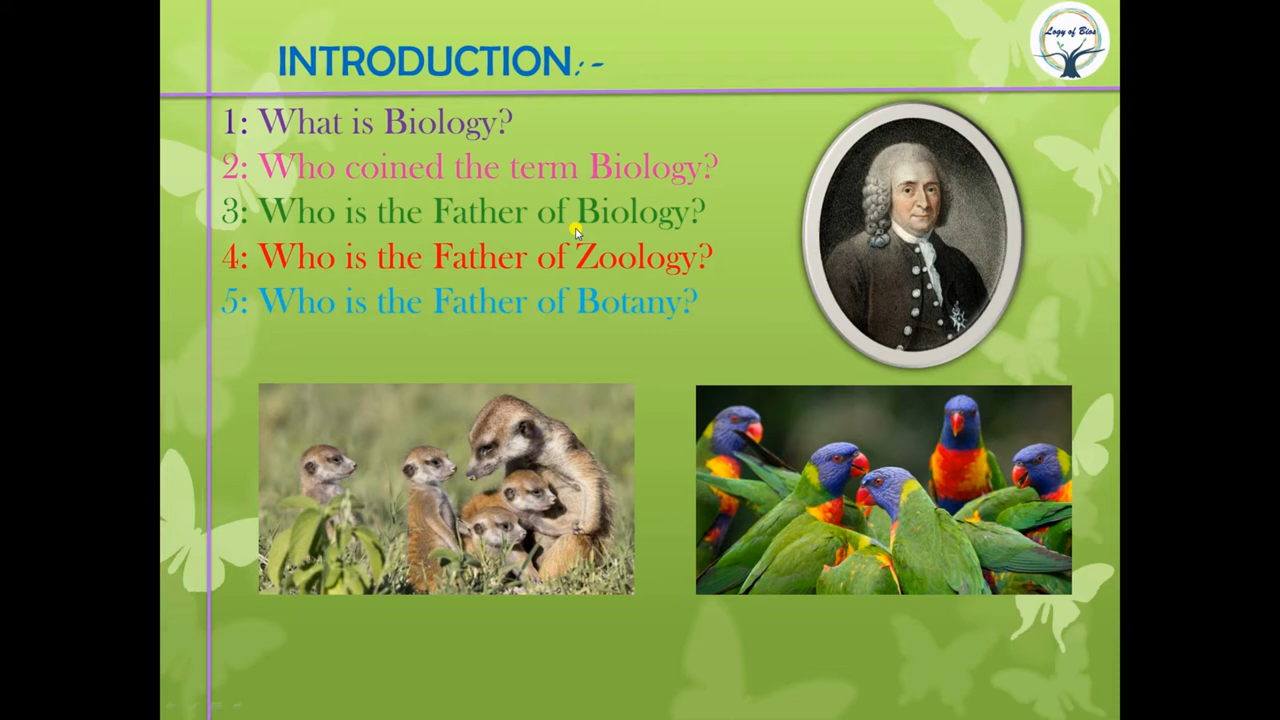 INTRODUCTION:-
Logy of Bios
1: What is Biology?
2: Who coined the term Biology?
3: Who is the Father of Biology?
4: Who is the Father of Zoology?
5: Who is the Father of Botany?